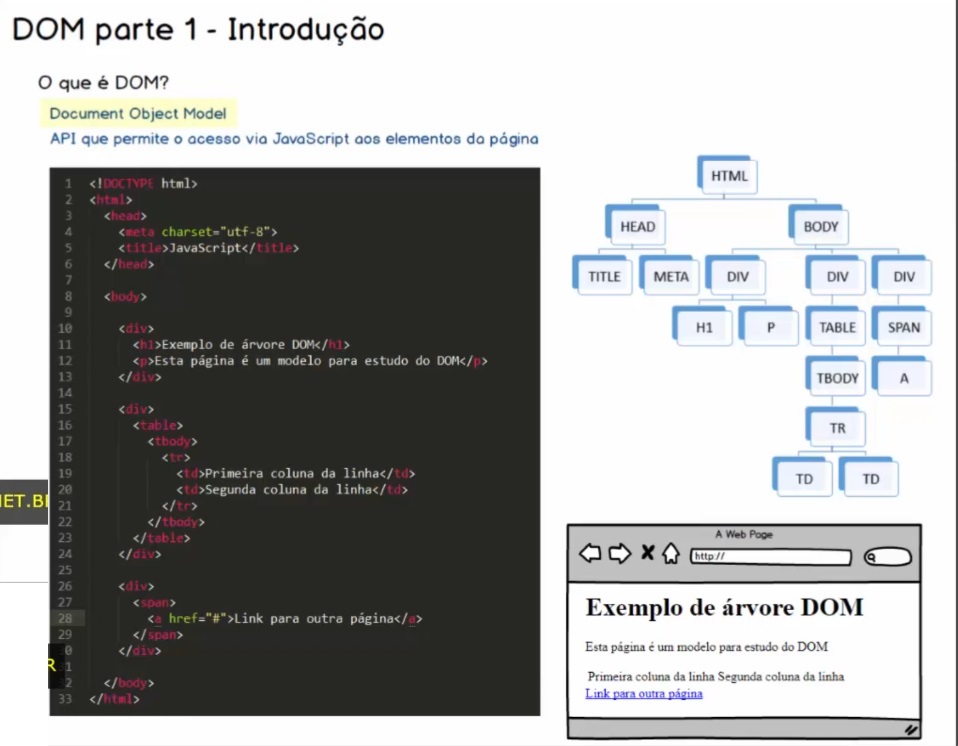 DOM parte 1 - Introdução
O que é DOM?
Document Object Model
API que permite o acesso via JavaScript aos elementos da página
1 <!DOCTYPE html>
2 <html>
3 <head>
4 <meta charset="utf-8">
5 <title>JavaScript</title>
6 </head>
7
8 <body>
9
10 <div>
11 <h1>Exemplo de árvore DOM</h1>
12 <p>Esta página é um modelo para estudo do DOM</p>
13 </div>
14
15 <div>
16 <table>
17 <tbody>
18 <tr>
19 <td>Primeira coluna da linha</td>
20 <td>Segunda coluna da linha</td>
21 </tr>
22 </tbody>
23 </table>
24 </div>
25
26 <div>
27 <span>
28 <a href="#">Link para outra página</a>
29 </span>
30 </div>
31
32 </body>
33 </html>
HTML
HEAD BODY
TITLE META DIV DIV DIV
H1 P TABLE SPAN
TBODY A
TR
TD TD
A Web Page
http://
Exemplo de árvore DOM
Esta página é um modelo para estudo do DOM
Primeira coluna da linha Segunda coluna da linha
Link para outra página